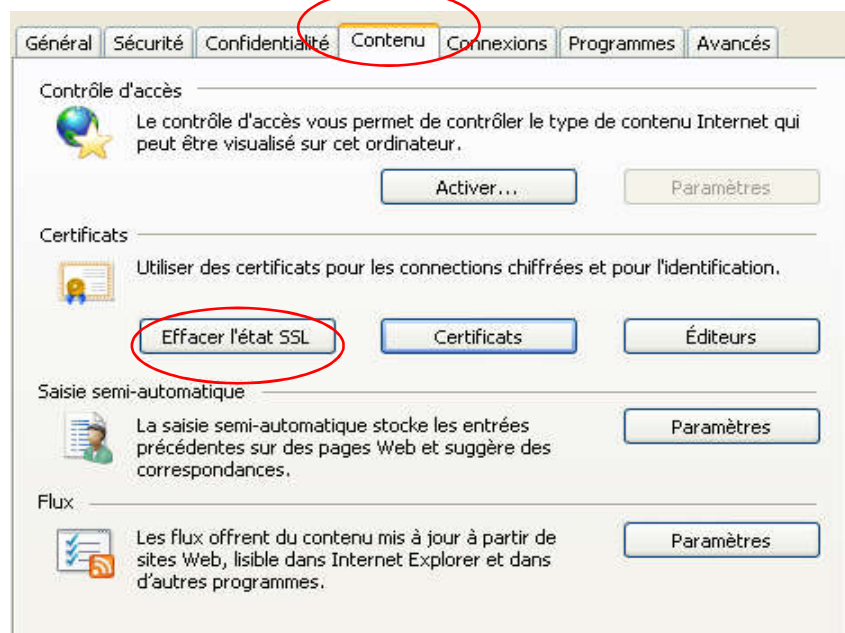 Général Sécurité Confidentialité Contenu Connexions Programmes Avancés
Contrôle d'accès
Le contrôle d'accès vous permet de contrôler le type de contenu Internet qui
peut être visualisé sur cet ordinateur.
Activer... Paramètres
Certificats
Utiliser des certificats pour les connections chiffrées et pour l'identification.
Effacer l'état SSL Certificats Éditeurs
Saisie semi-automatique
La saisie semi-automatique stocke les entrées
précédentes sur des pages Web et suggère des
correspondances.
Paramètres
Flux
Les flux offrent du contenu mis à jour à partir de
sites Web, lisible dans Internet Explorer et dans
d'autres programmes.
Paramètres